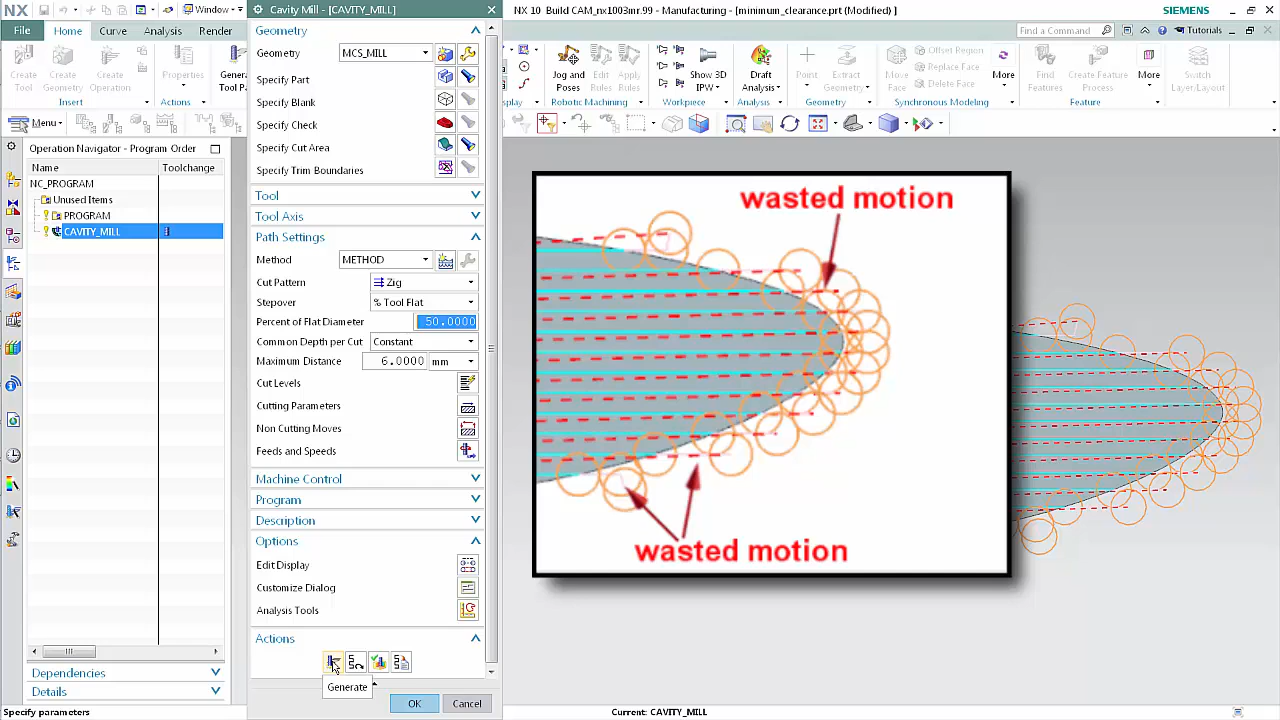 NX
Window
Cavity Mill - [CAVITY_MILL]
NX 10 Build CAM_nx1003inr.99 - Manufacturing - [minimum_clearance.prt (Modified) ]
SIEMENS
File
Home
Curve
Analysis
Render
Find a Command
Tutorials
Create Tool
Create Geometry
Create Operation
Properties
Genera
Tool P
Insert
Actions
Jog and Poses
Edit Rules
Apply Rules
Robotic Machining
Show 3D IPW
Workpiece
Draft Analysis
Analysis
Point
Extract Geometry
Geometry
Move Face
Offset Region
Replace Face
Delete Face
More
Synchronous Modeling
Find Features
Create Feature Process
More
Feature
Switch Layer/Layout
splay
Menu
Operation Navigator - Program Order
Name
Toolchange
NC_PROGRAM
Unused Items
PROGRAM
CAVITY_MILL
Dependencies
Details
Geometry
Geometry
MCS_MILL
Specify Part
Specify Blank
Specify Check
Specify Cut Area
Specify Trim Boundaries
Tool
Tool Axis
Path Settings
Method
METHOD
Cut Pattern
Zig
Stepover
% Tool Flat
Percent of Flat Diameter
50.0000
Common Depth per Cut
Constant
Maximum Distance
6.0000
mm
Cut Levels
Cutting Parameters
Non Cutting Moves
Feeds and Speeds
Machine Control
Program
Description
Options
Edit Display
Customize Dialog
Analysis Tools
Actions
Generate
OK
Cancel
wasted motion
wasted motion
Specify parameters
Current: CAVITY_MILL